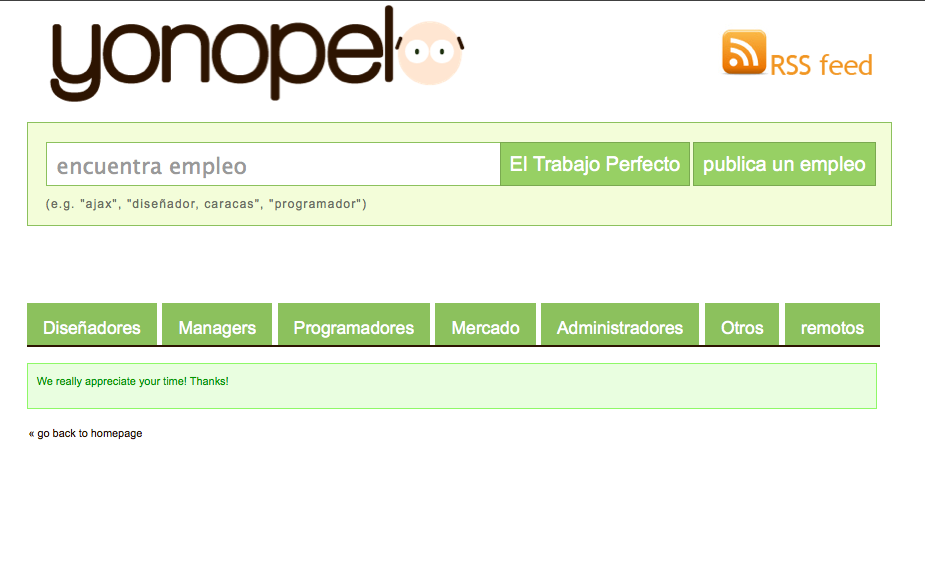 yonopelo
RSS feed
encuentra empleo
El Trabajo Perfecto
publica un empleo
(e.g. "ajax", "diseñador, caracas", "programador")
Diseñadores
Managers
Programadores
Mercado
Administradores
Otros
remotos
We really appreciate your time! Thanks!
« go back to homepage